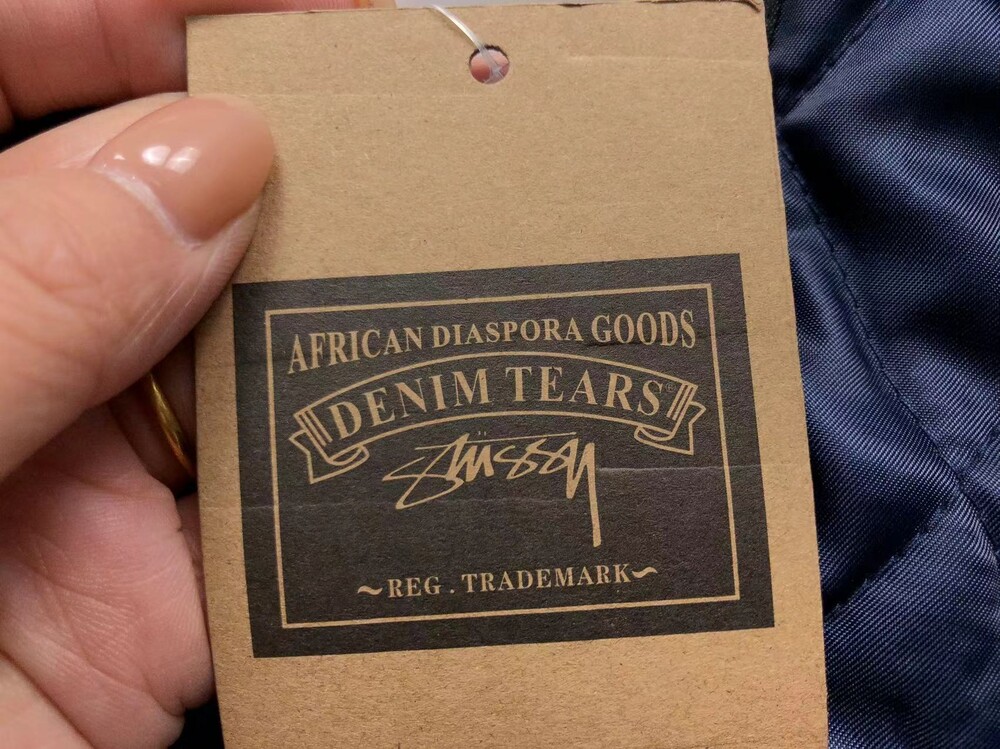 AFRICAN DIASPORA GOODS
DENIM TEARS®
Stüssy
~REG . TRADEMARK~